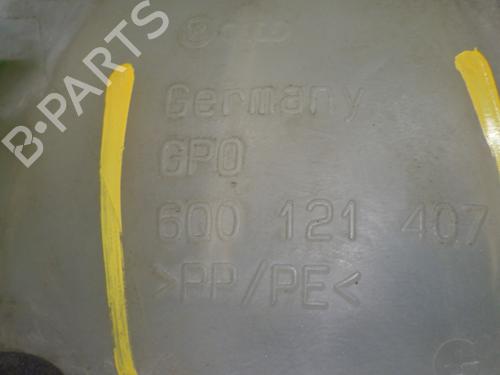 B-PARTS
Germany
GPO
6Q0 121 407
>PP/PE<